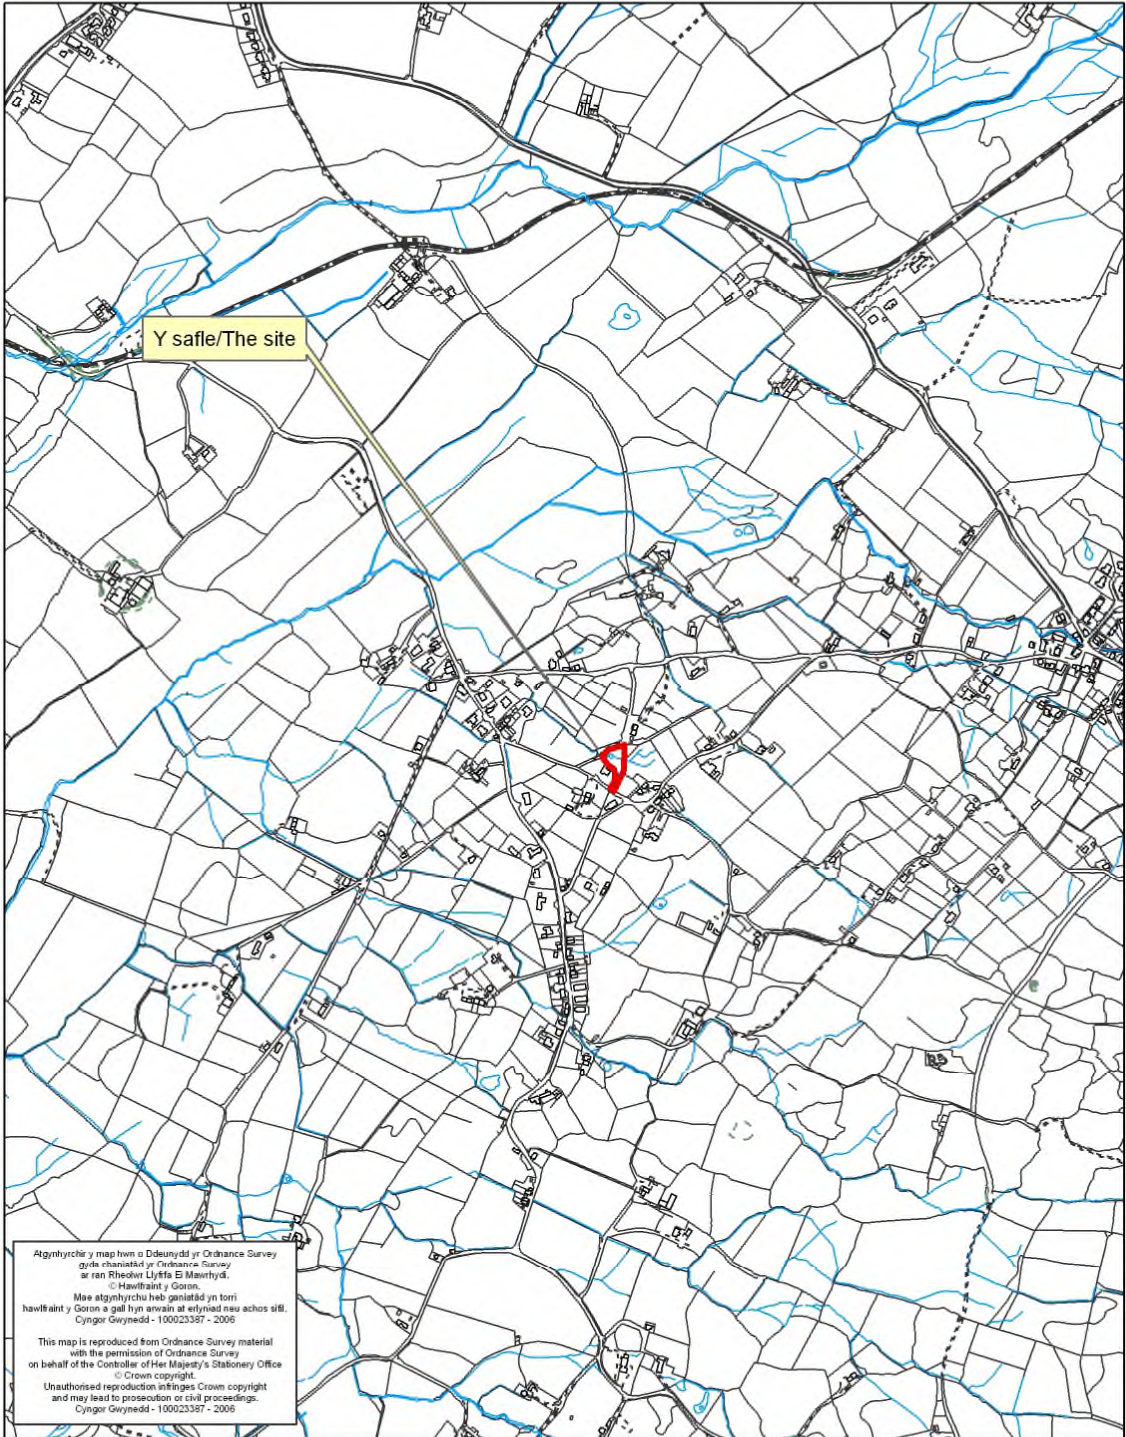 Y safle/The site
Atgynhyrchir y map hwn o Ddeunydd yr Ordnance Survey
gyda chaniatâd yr Ordnance Survey
ar ran Rheolwr Llyfrfa Ei Mawrhydi.
© Hawlfraint y Goron.
Mae atgynhyrchu heb ganiatâd yn torri
hawlfraint y Goron a gall hyn arwain at erlyniad neu achos sifil.
Cyngor Gwynedd - 100023387 - 2006
This map is reproduced from Ordnance Survey material
with the permission of Ordnance Survey
on behalf of the Controller of Her Majesty's Stationery Office
© Crown copyright.
Unauthorised reproduction infringes Crown copyright
and may lead to prosecution or civil proceedings.
Cyngor Gwynedd - 100023387 - 2006